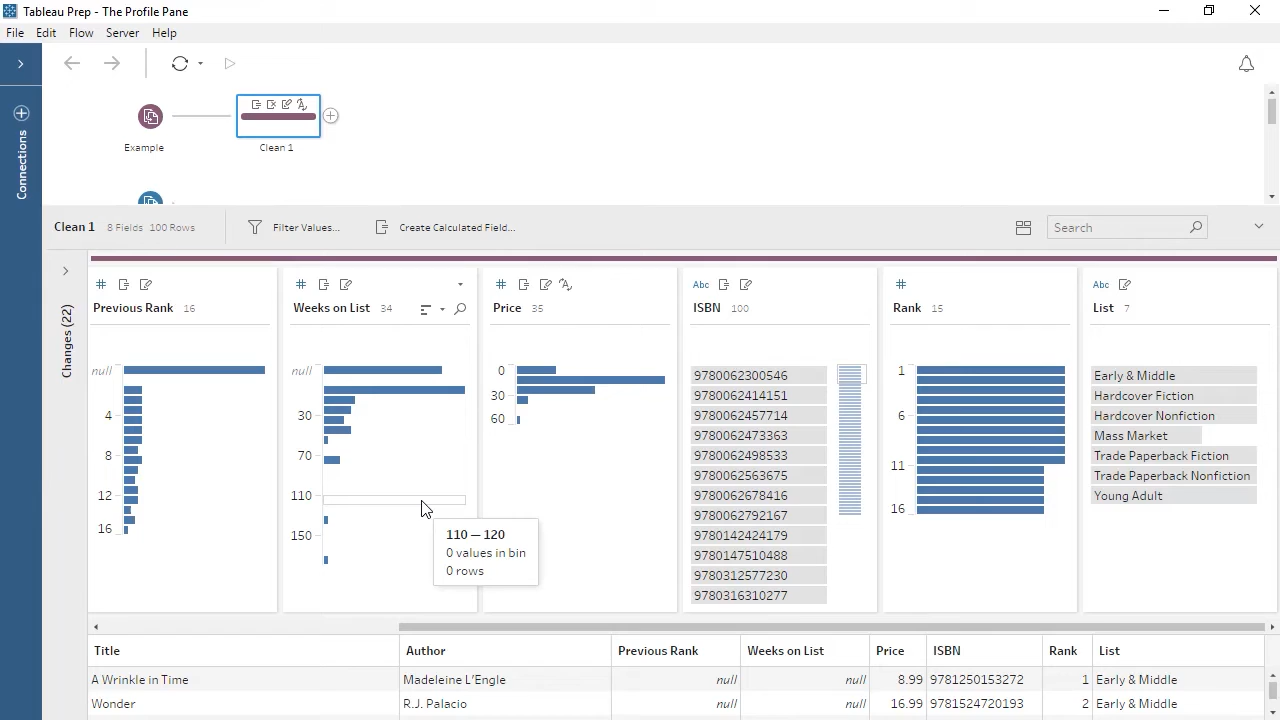 Tableau Prep - The Profile Pane
File Edit Flow Server Help
Connections
Example
Clean 1
Clean 1 8 Fields 100 Rows Filter Values... Create Calculated Field... Search
Changes (22)
Previous Rank 16
null
4
8
12
16
Weeks on List 34
null
30
70
110
150
110 — 120
0 values in bin
0 rows
Price 35
0
30
60
Abc
ISBN 100
9780062300546
9780062414151
9780062457714
9780062473363
9780062498533
9780062563675
9780062678416
9780062792167
9780142424179
9780147510488
9780312577230
9780316310277
Rank 15
1
6
11
16
Abc
List 7
Early & Middle
Hardcover Fiction
Hardcover Nonfiction
Mass Market
Trade Paperback Fiction
Trade Paperback Nonfiction
Young Adult
Title Author Previous Rank Weeks on List Price ISBN Rank List
A Wrinkle in Time Madeleine L'Engle null null 8.99 9781250153272 1 Early & Middle
Wonder R.J. Palacio null null 16.99 9781524720193 2 Early & Middle